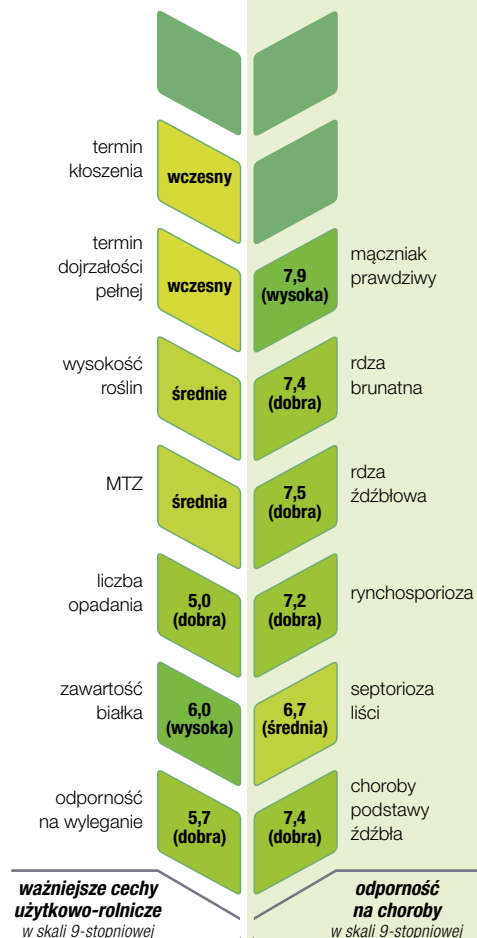 termin
kłoszenia
wczesny
termin
dojrzałości
pełnej
wczesny
7,9
(wysoka)
mączniak
prawdziwy
wysokość
roślin
średnie
7,4
(dobra)
rdza
brunatna
MTZ
średnia
7,5
(dobra)
rdza
źdźbłowa
liczba
opadania
5,0
(dobra)
7,2
(dobra)
rynchosporioza
zawartość
białka
6,0
(wysoka)
6,7
(średnia)
septorioza
liści
odporność
na wyleganie
5,7
(dobra)
7,4
(dobra)
choroby
podstawy
źdźbła
ważniejsze cechy
użytkowo-rolnicze
w skali 9-stopniowej
odporność
na choroby
w skali 9-stopniowej